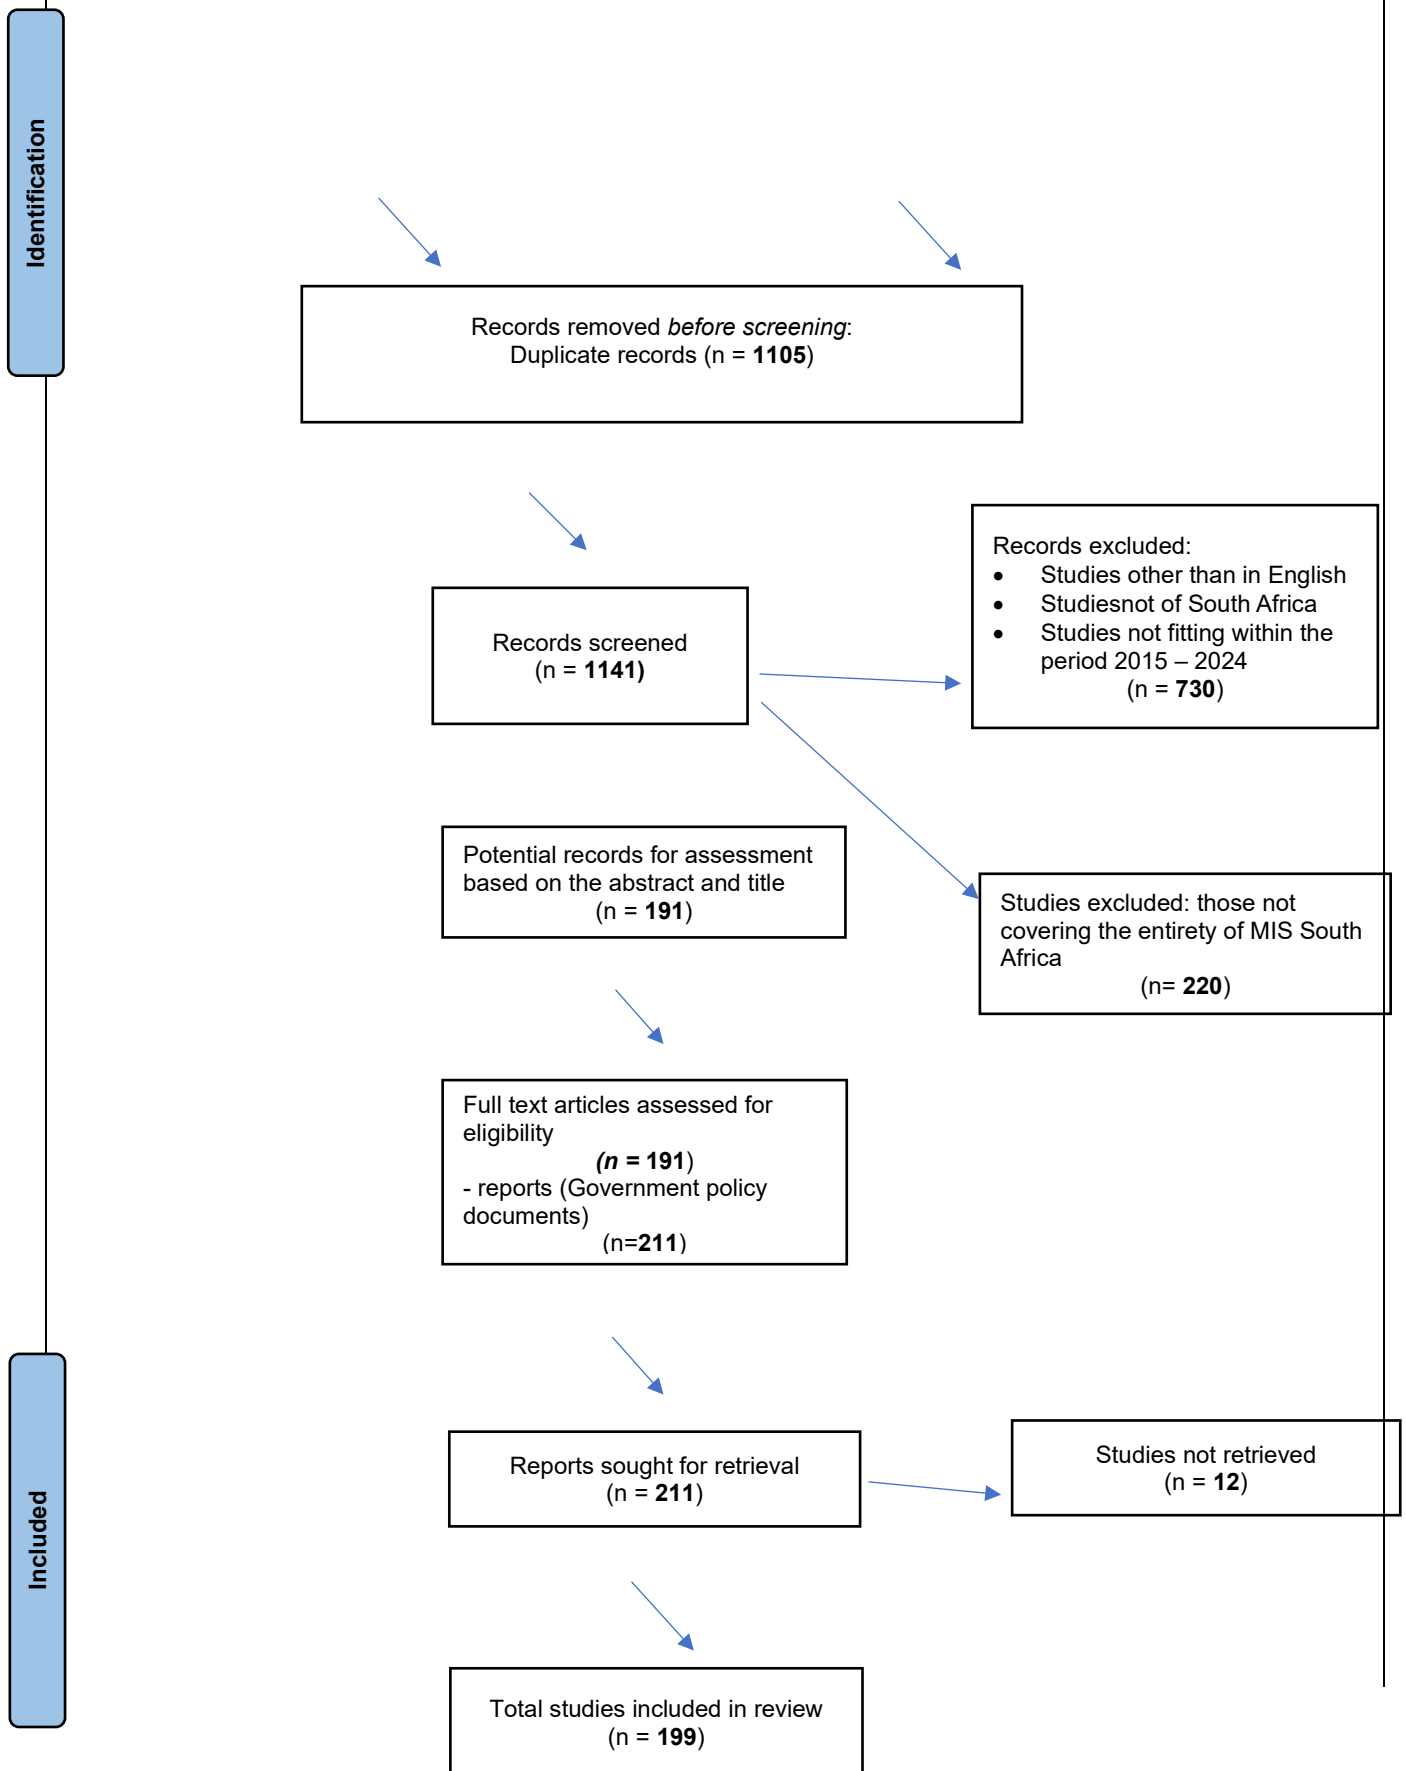 Identification
Records removed before screening:
Duplicate records (n = 1105)
Records screened
(n = 1141)
Records excluded:
• Studies other than in English
• Studiesnot of South Africa
• Studies not fitting within the
period 2015 – 2024
(n = 730)
Potential records for assessment
based on the abstract and title
(n = 191)
Studies excluded: those not
covering the entirety of MIS South
Africa
(n= 220)
Full text articles assessed for
eligibility
(n = 191)
- reports (Government policy
documents)
(n=211)
Included
Reports sought for retrieval
(n = 211)
Studies not retrieved
(n = 12)
Total studies included in review
(n = 199)